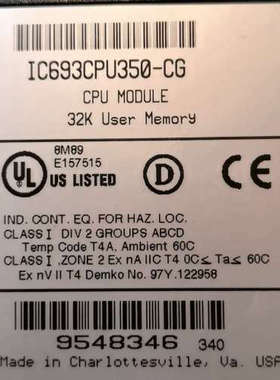 IC693CPU350-CG
CPU MODULE
32K User Memory
8M89
E157515
UL
US LISTED
D
CE
IND. CONT. EQ. FOR HAZ. LOC.
CLASS I DIV 2 GROUPS ABCD
Temp Code T4A, Ambient 60C
CLASS I ,ZONE 2 Ex nA IIC T4 0C≤ Ta≤ 60C
Ex nV II T4 Demko No. 97Y.122958
9548346 340
Made in Charlottesville, Va. USA